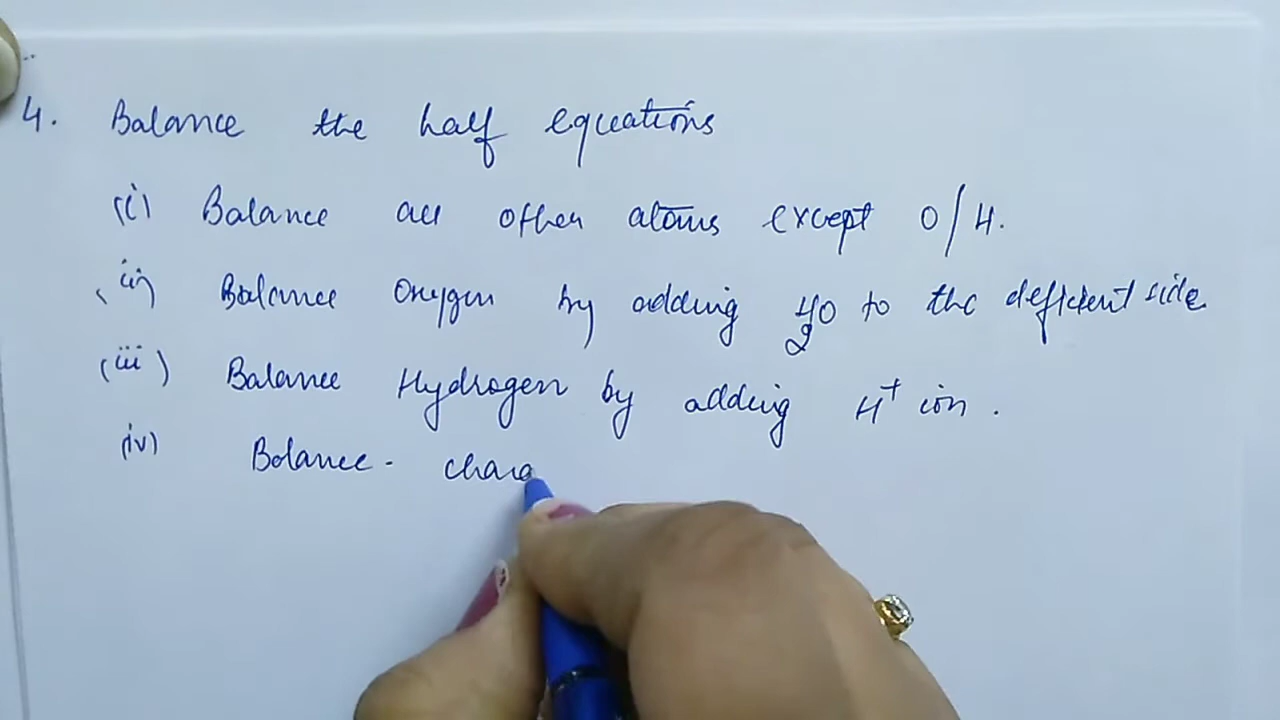 4. Balance the half equations
(i) Balance all other atoms except O/H.
(ii) Balance Oxygen by adding H₂O to the deficient side
(iii) Balance Hydrogen by adding H⁺ ion.
(iv) Balance - charg